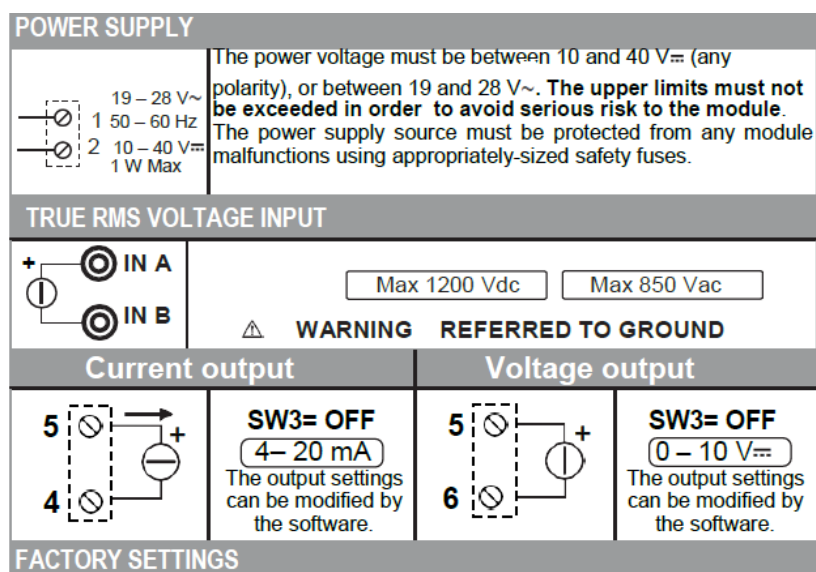 POWER SUPPLY
19 – 28 V~
1 50 – 60 Hz
2 10 – 40 V⎓
1 W Max
The power voltage must be between 10 and 40 V⎓ (any
polarity), or between 19 and 28 V~. The upper limits must not
be exceeded in order to avoid serious risk to the module.
The power supply source must be protected from any module
malfunctions using appropriately-sized safety fuses.
TRUE RMS VOLTAGE INPUT
+
IN A
IN B
Max 1200 Vdc
Max 850 Vac
⚠ WARNING REFERRED TO GROUND
Current output
5
+
4
SW3= OFF
4– 20 mA
The output settings
can be modified by
the software.
Voltage output
5
+
6
SW3= OFF
0 – 10 V⎓
The output settings
can be modified by
the software.
FACTORY SETTINGS